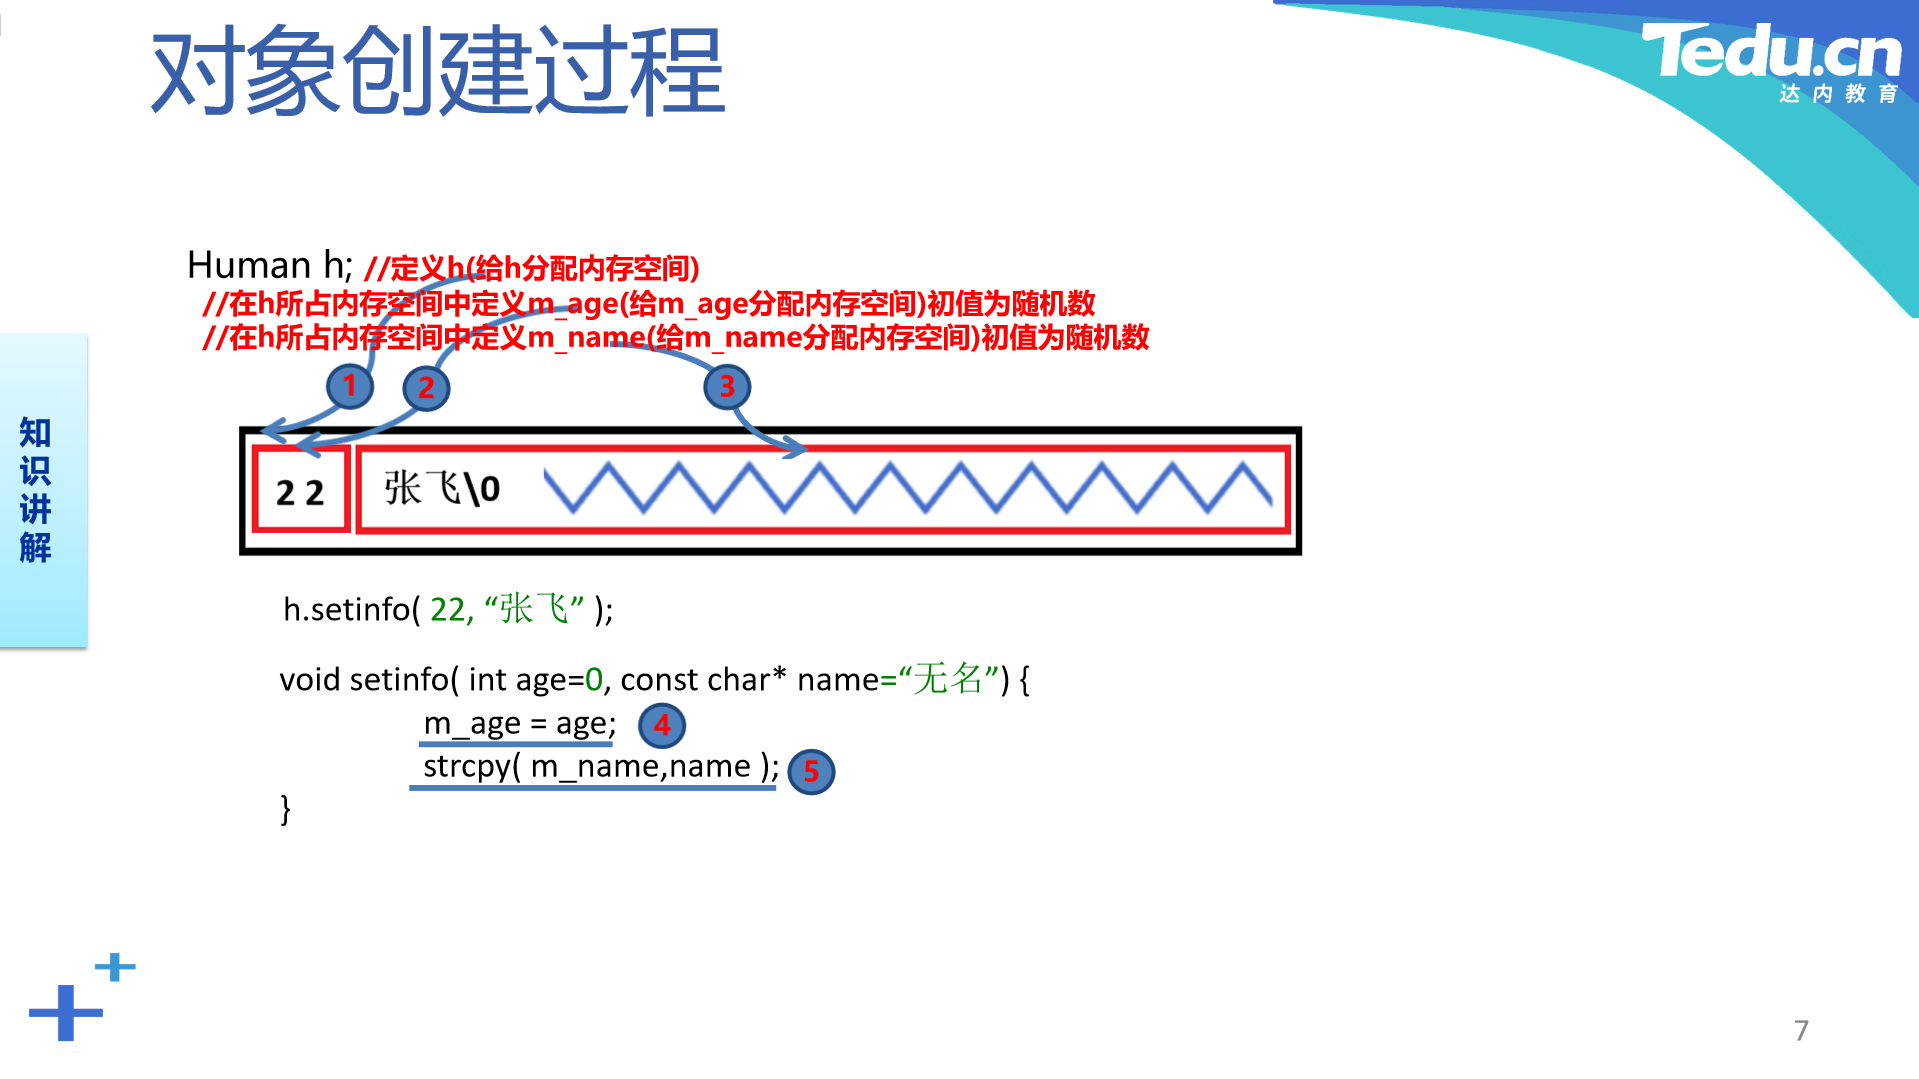 对象创建过程
Tedu.cn
达内教育
Human h; //定义h(给h分配内存空间)
//在h所占内存空间中定义m_age(给m_age分配内存空间)初值为随机数
//在h所占内存空间中定义m_name(给m_name分配内存空间)初值为随机数
1 2 3
知识讲解
2 2 张飞\0
h.setinfo( 22, “张飞” );
void setinfo( int age=0, const char* name=“无名”) {
m_age = age; 4
strcpy( m_name,name ); 5
}
7